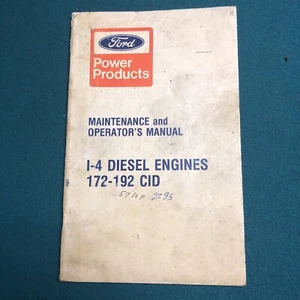 Ford
Power
Products
MAINTENANCE and
OPERATOR'S MANUAL
I-4 DIESEL ENGINES
172-192 CID